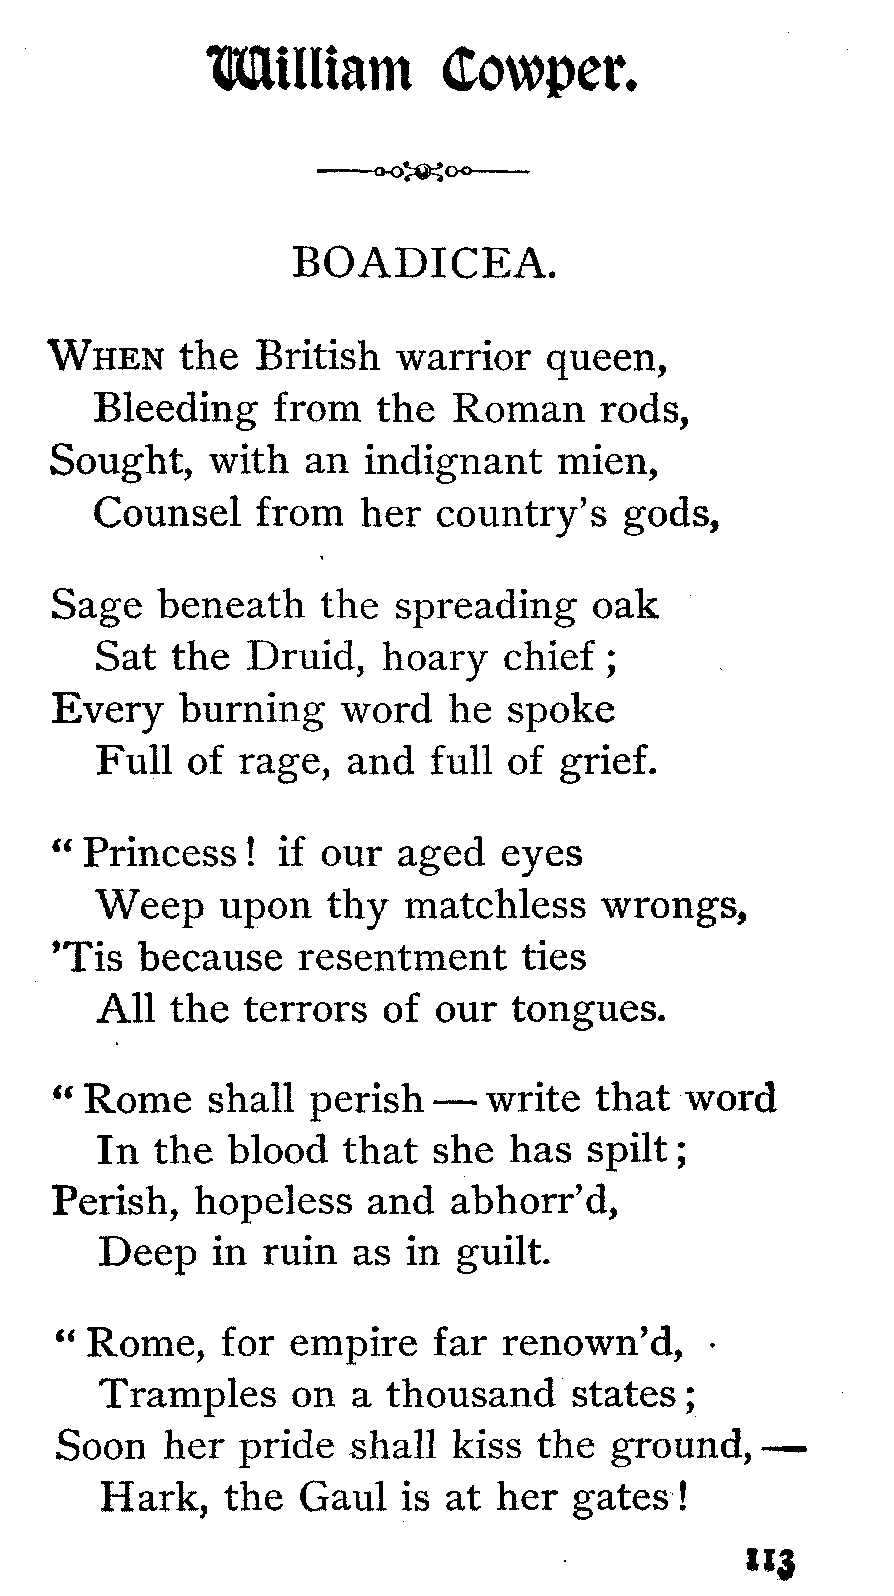 William Cowper.
BOADICEA.
WHEN the British warrior queen,
Bleeding from the Roman rods,
Sought, with an indignant mien,
Counsel from her country's gods,
Sage beneath the spreading oak
Sat the Druid, hoary chief ;
Every burning word he spoke
Full of rage, and full of grief.
“ Princess ! if our aged eyes
Weep upon thy matchless wrongs,
’Tis because resentment ties
All the terrors of our tongues.
“ Rome shall perish — write that word
In the blood that she has spilt ;
Perish, hopeless and abhorr’d,
Deep in ruin as in guilt.
“ Rome, for empire far renown’d,
Tramples on a thousand states ;
Soon her pride shall kiss the ground, —
Hark, the Gaul is at her gates !
113